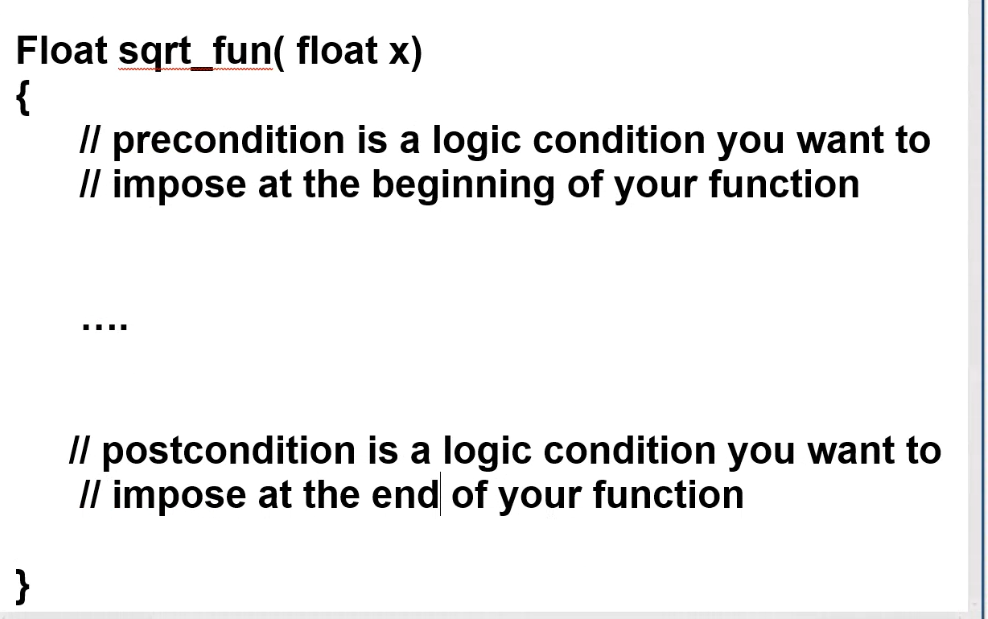 Float sqrt_fun( float x)
{
// precondition is a logic condition you want to
// impose at the beginning of your function
….
// postcondition is a logic condition you want to
// impose at the end of your function
}